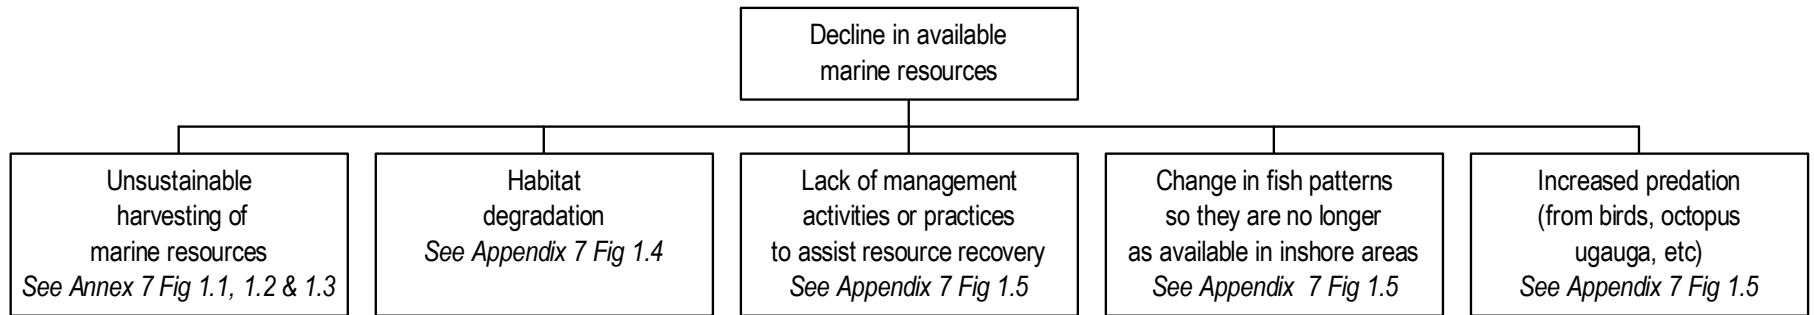 Decline in available
marine resources
Unsustainable
harvesting of
marine resources
See Annex 7 Fig 1.1, 1.2 & 1.3
Habitat
degradation
See Appendix 7 Fig 1.4
Lack of management
activities or practices
to assist resource recovery
See Appendix 7 Fig 1.5
Change in fish patterns
so they are no longer
as available in inshore areas
See Appendix 7 Fig 1.5
Increased predation
(from birds, octopus
ugauga, etc)
See Appendix 7 Fig 1.5